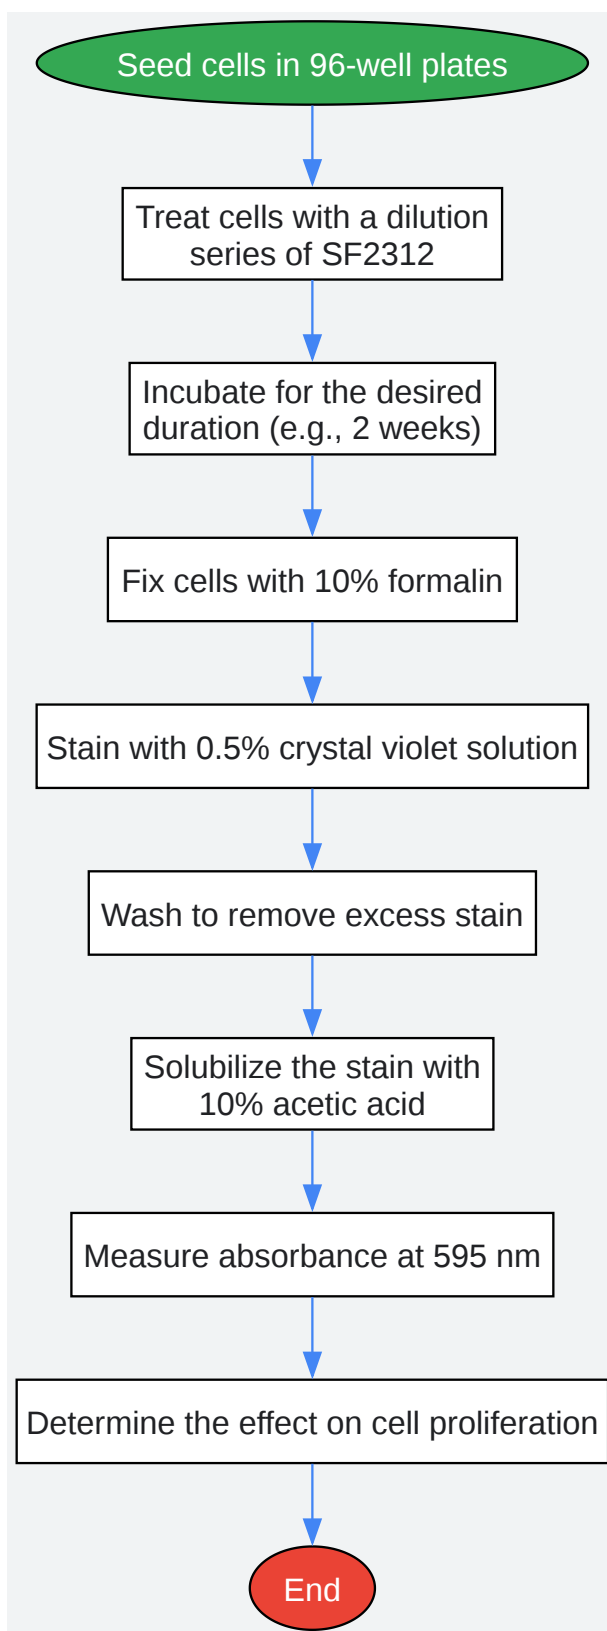 Seed cells in 96-well plates
Treat cells with a dilution
series of SF2312
Incubate for the desired
duration (e.g., 2 weeks)
Fix cells with 10% formalin
Stain with 0.5% crystal violet solution
Wash to remove excess stain
Solubilize the stain with
10% acetic acid
Measure absorbance at 595 nm
Determine the effect on cell proliferation
End